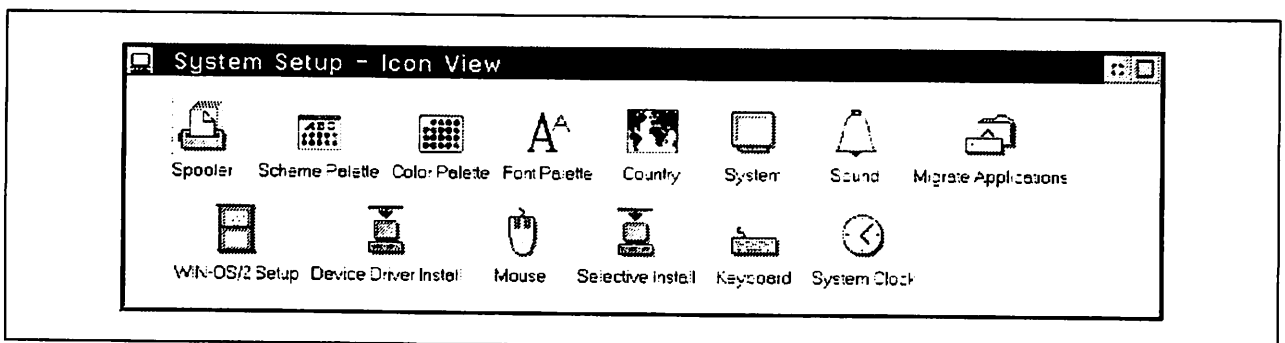 System Setup - Icon View
Spooler Scheme Palette Color Palette Font Palette Country System Sound Migrate Applications
WIN-OS/2 Setup Device Driver Install Mouse Selective Install Keyboard System Clock